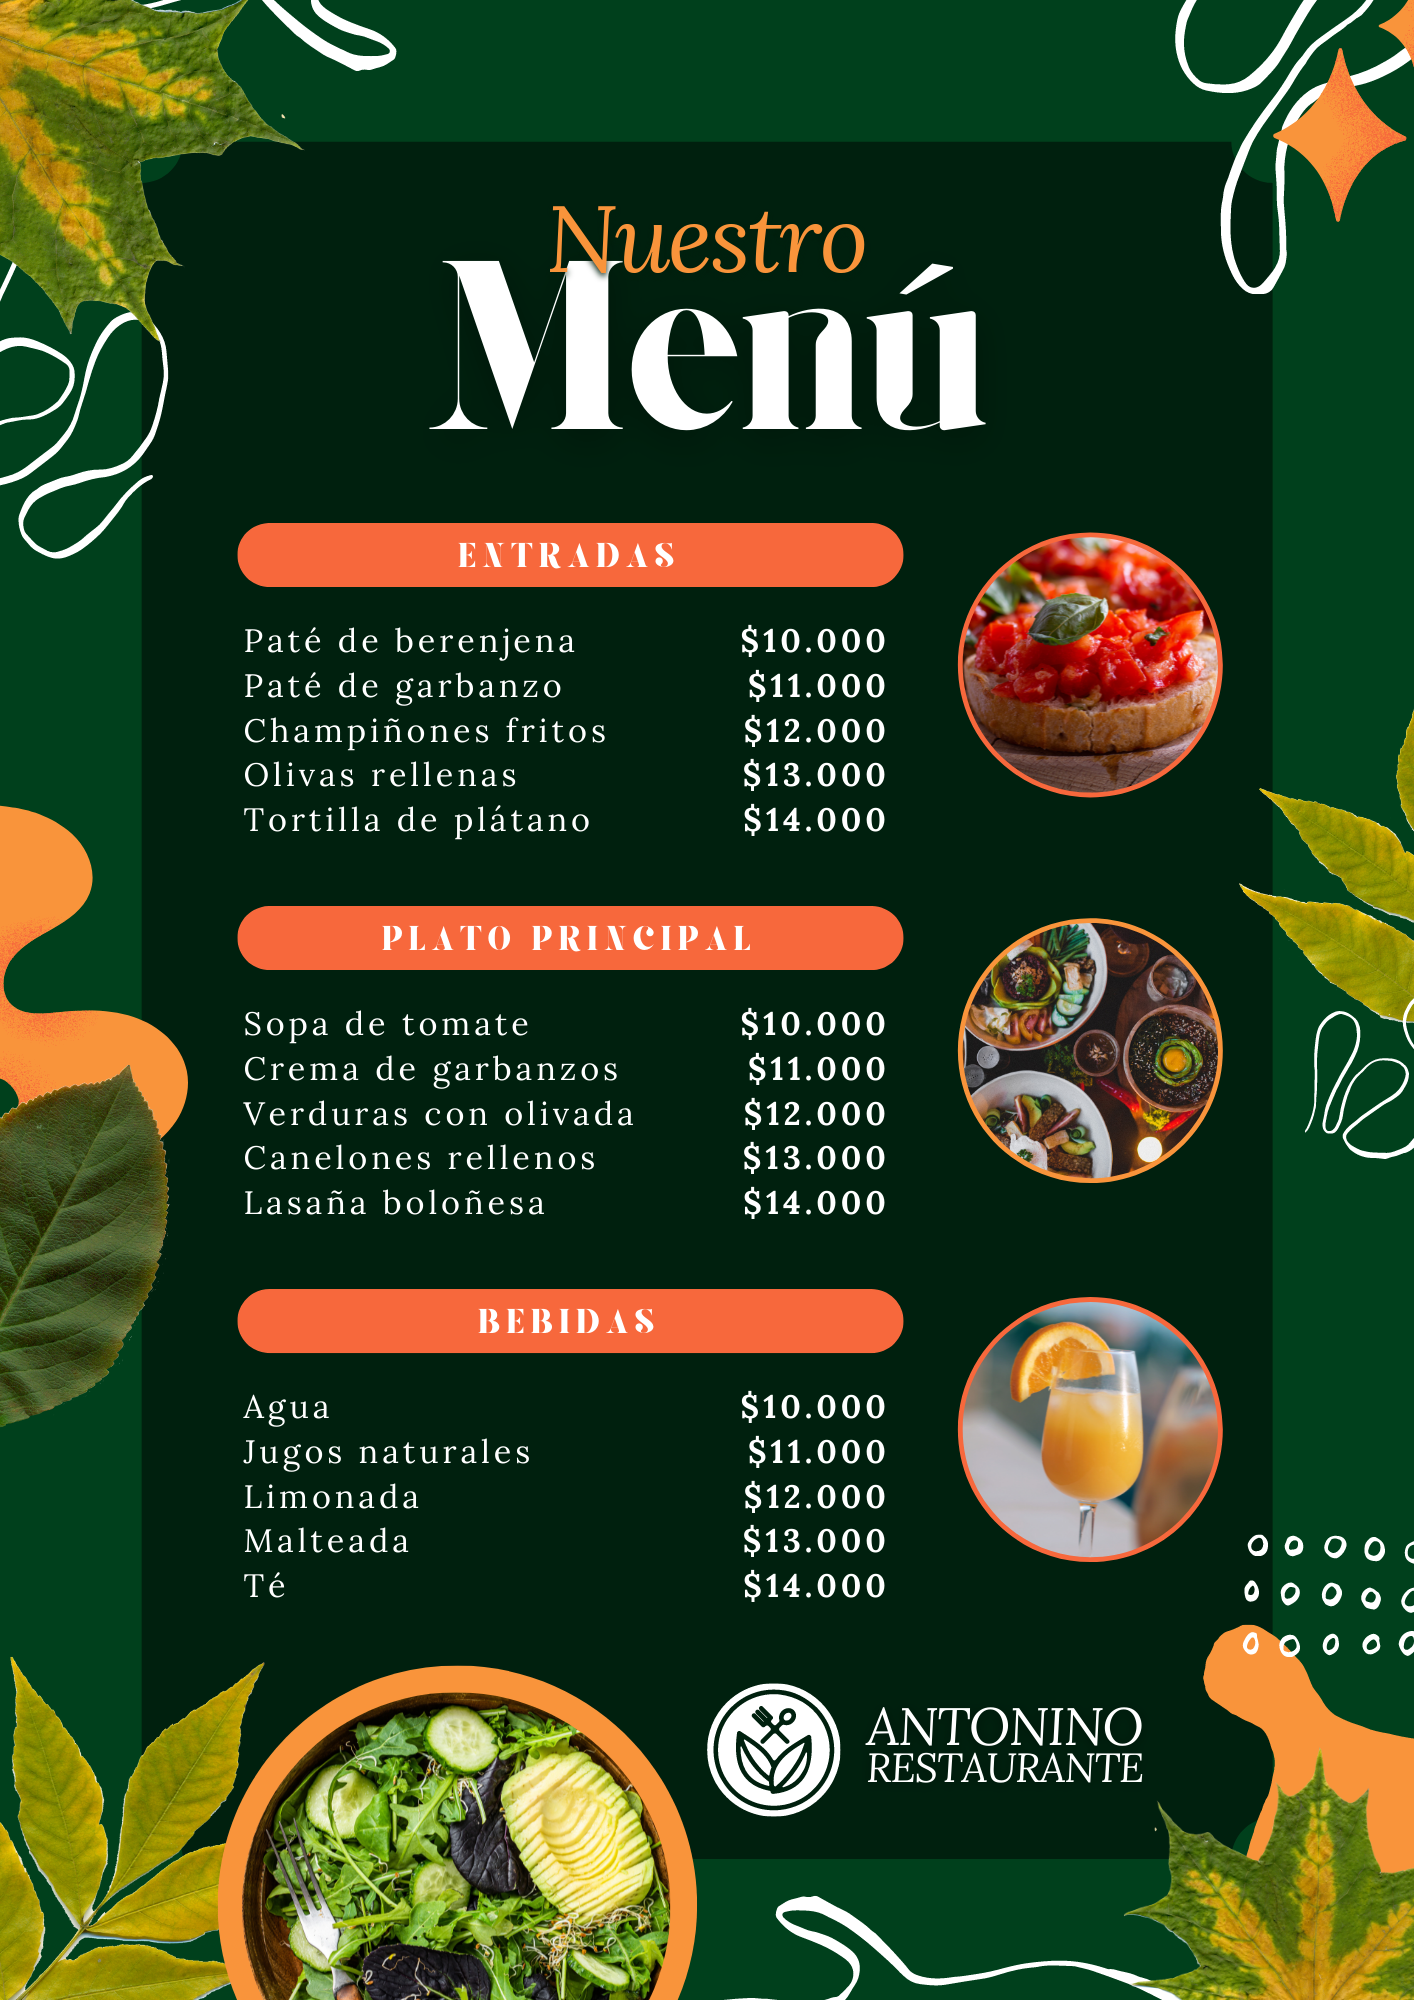 Nuestro
Menú
ENTRADAS
Paté de berenjena $10.000
Paté de garbanzo $11.000
Champiñones fritos $12.000
Olivas rellenas $13.000
Tortilla de plátano $14.000
PLATO PRINCIPAL
Sopa de tomate $10.000
Crema de garbanzos $11.000
Verduras con olivada $12.000
Canelones rellenos $13.000
Lasaña boloñesa $14.000
BEBIDAS
Agua $10.000
Jugos naturales $11.000
Limonada $12.000
Malteada $13.000
Té $14.000
ANTONINO
RESTAURANTE